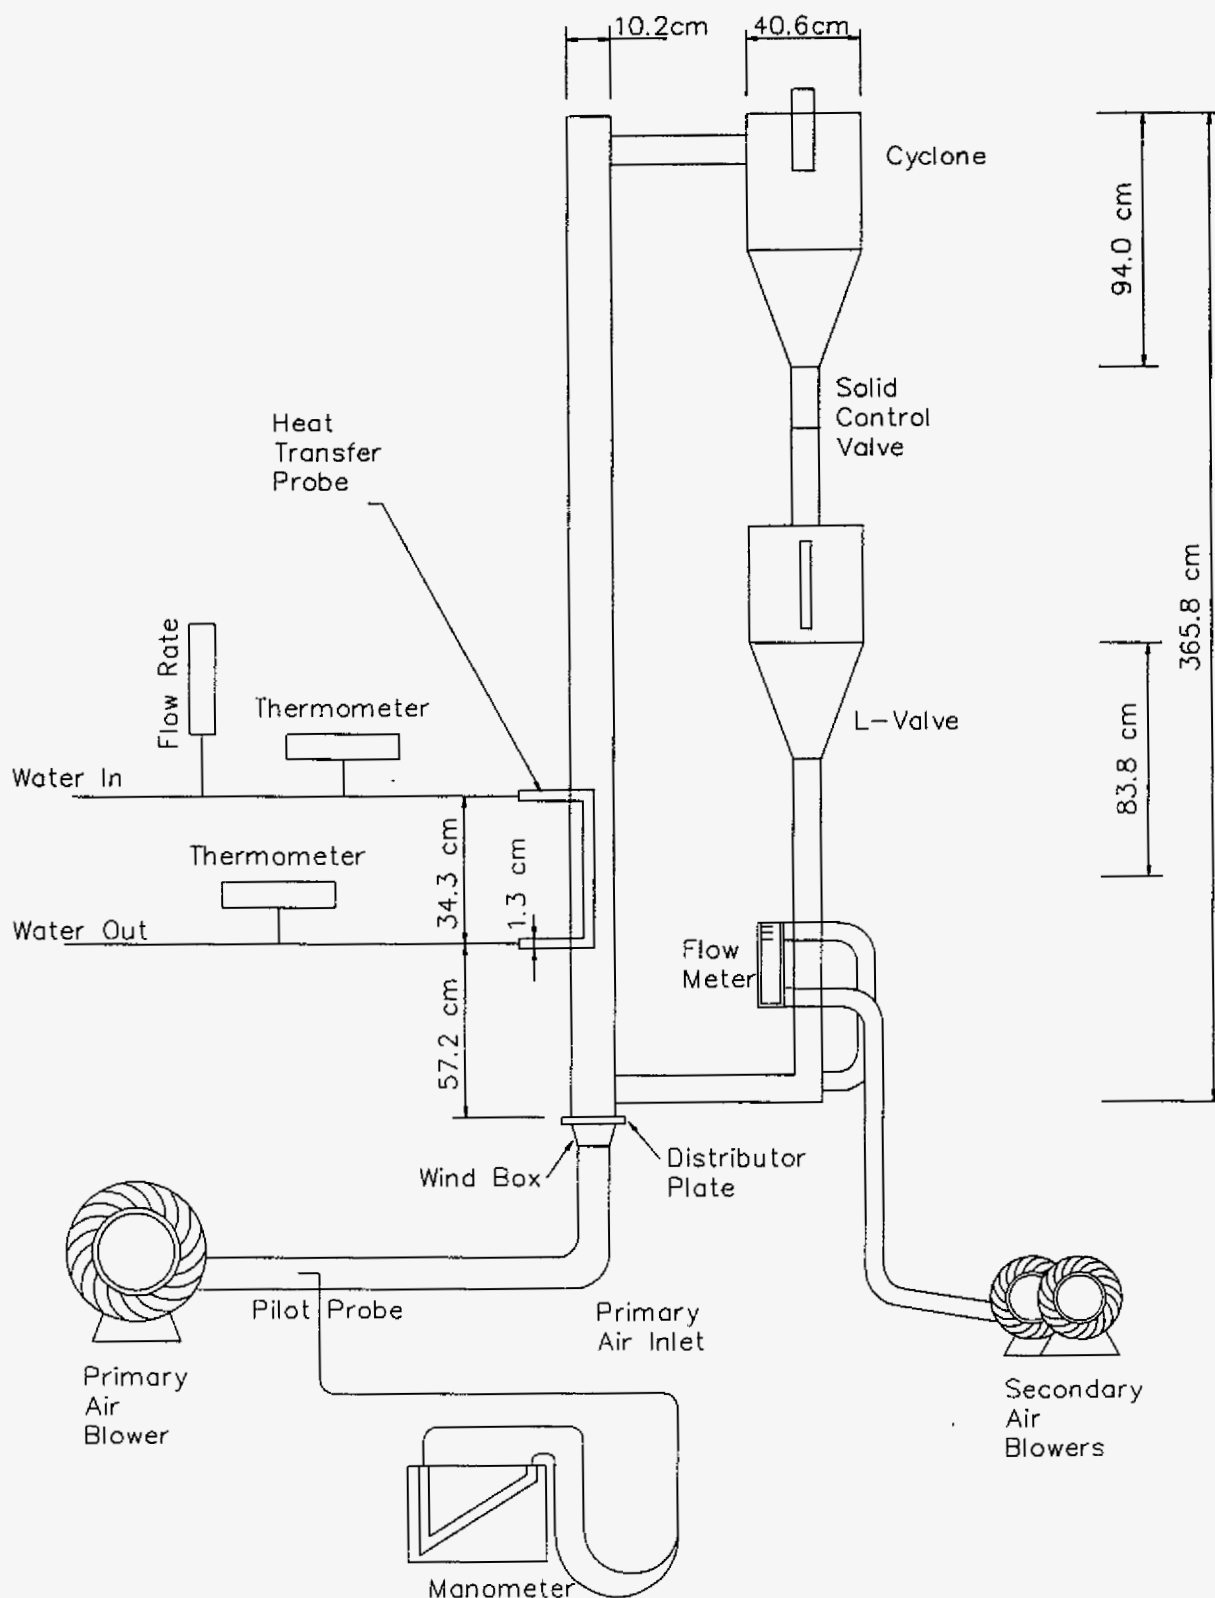 10.2cm
40.6cm
Cyclone
94.0 cm
Solid
Control
Valve
Heat
Transfer
Probe
365.8 cm
Flow Rate
Thermometer
L-Valve
83.8 cm
Water In
34.3 cm
1.3 cm
Thermometer
Water Out
Flow
Meter
57.2 cm
Wind Box
Distributor
Plate
Pilot Probe
Primary
Air Inlet
Primary
Air
Blower
Secondary
Air
Blowers
Manometer